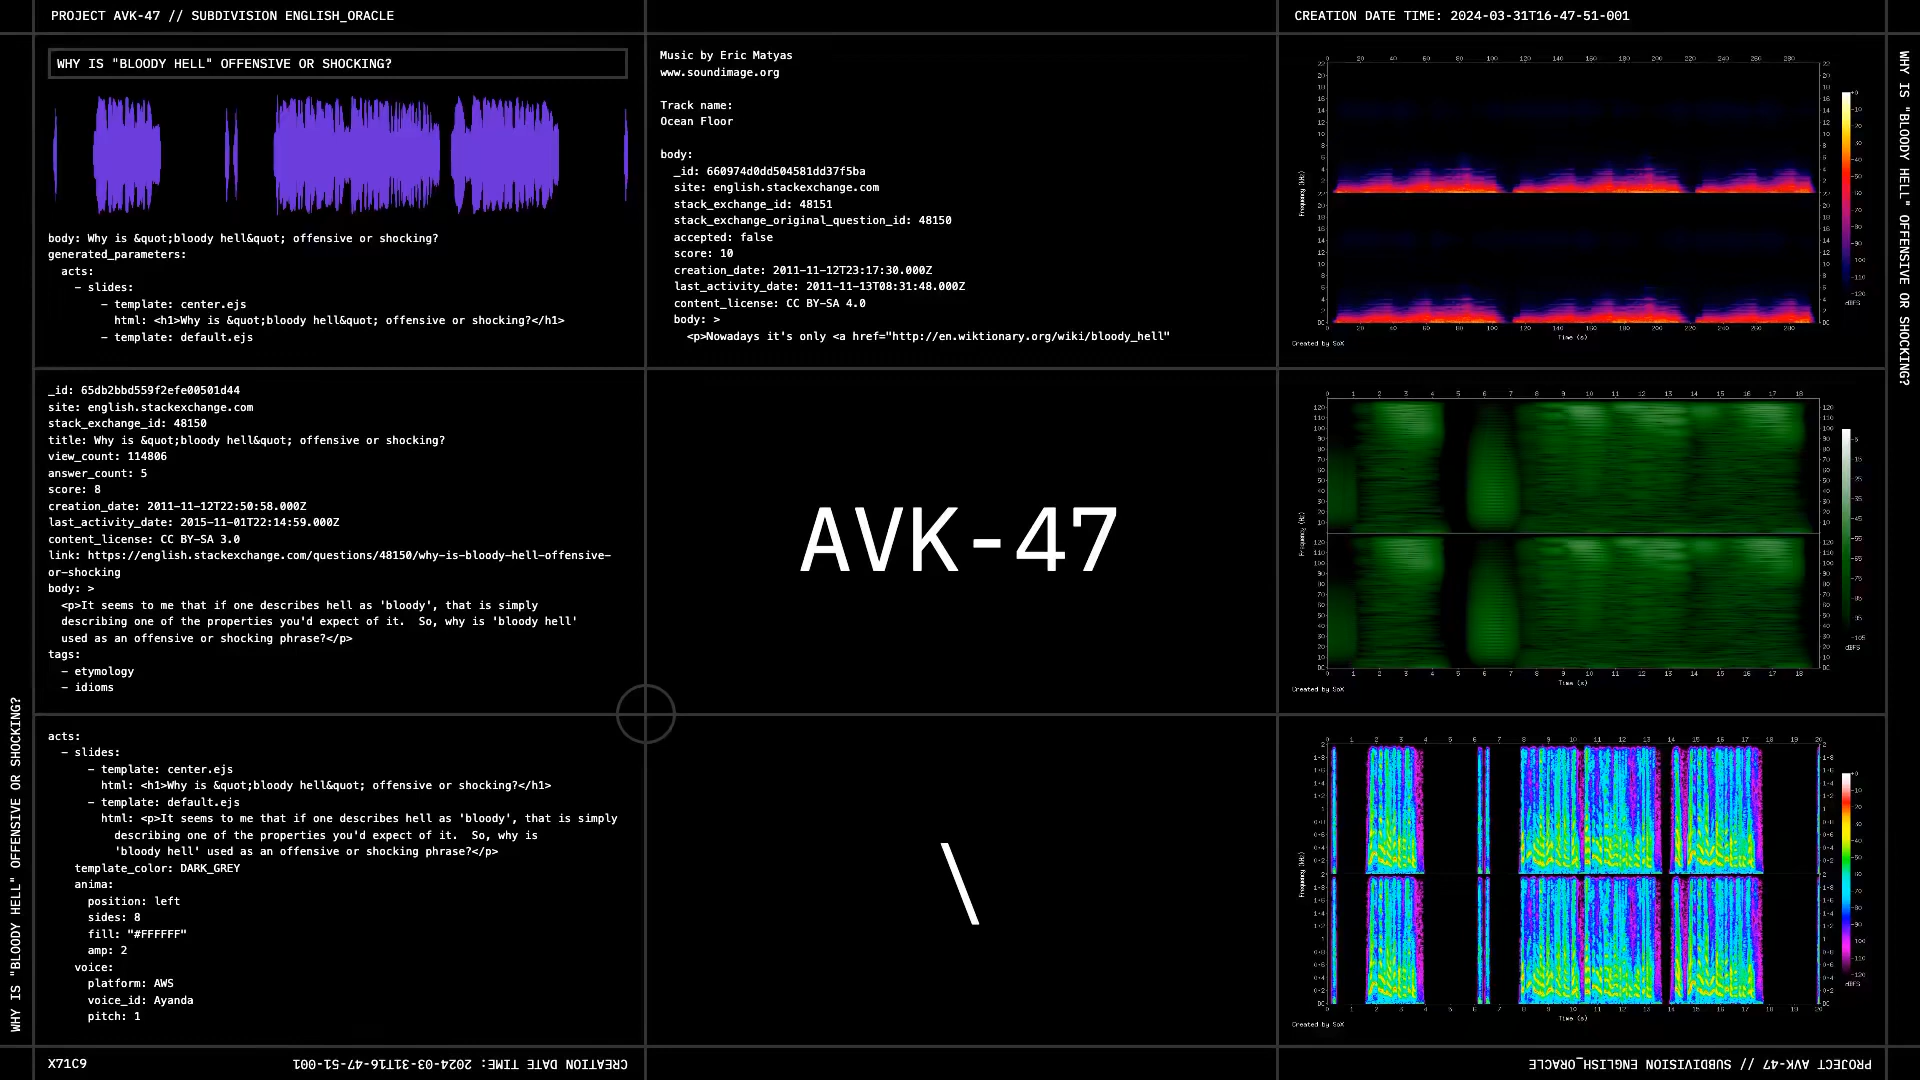 PROJECT AVK-47 // SUBDIVISION ENGLISH_ORACLE
CREATION DATE TIME: 2024-03-31T16-47-51-001
WHY IS "BLOODY HELL" OFFENSIVE OR SHOCKING?
body: Why is &quot;bloody hell&quot; offensive or shocking?
generated_parameters:
acts:
- slides:
- template: center.ejs
html: <h1>Why is &quot;bloody hell&quot; offensive or shocking?</h1>
- template: default.ejs
Music by Eric Matyas
www.soundimage.org
Track name:
Ocean Floor
body:
_id: 660974d0dd504581dd37f5ba
site: english.stackexchange.com
stack_exchange_id: 48151
stack_exchange_original_question_id: 48150
accepted: false
score: 10
creation_date: 2011-11-12T23:17:30.000Z
last_activity_date: 2011-11-13T08:31:48.000Z
content_license: CC BY-SA 4.0
body: >
<p>Nowadays it's only <a href="http://en.wiktionary.org/wiki/bloody_hell"
Frequency (kHz)
Time (s)
dBFS
Created by SoX
WHY IS "BLOODY HELL" OFFENSIVE OR SHOCKING?
_id: 65db2bbd559f2efe00501d44
site: english.stackexchange.com
stack_exchange_id: 48150
title: Why is &quot;bloody hell&quot; offensive or shocking?
view_count: 114806
answer_count: 5
score: 8
creation_date: 2011-11-12T22:50:58.000Z
last_activity_date: 2015-11-01T22:14:59.000Z
content_license: CC BY-SA 3.0
link: https://english.stackexchange.com/questions/48150/why-is-bloody-hell-offensive-
or-shocking
body: >
<p>It seems to me that if one describes hell as 'bloody', that is simply
describing one of the properties you'd expect of it.  So, why is 'bloody hell'
used as an offensive or shocking phrase?</p>
tags:
- etymology
- idioms
AVK-47
Frequency (Hz)
Time (s)
dBFS
Created by SoX
WHY IS "BLOODY HELL" OFFENSIVE OR SHOCKING?
acts:
- slides:
- template: center.ejs
html: <h1>Why is &quot;bloody hell&quot; offensive or shocking?</h1>
- template: default.ejs
html: <p>It seems to me that if one describes hell as 'bloody', that is simply
describing one of the properties you'd expect of it.  So, why is
'bloody hell' used as an offensive or shocking phrase?</p>
template_color: DARK_GREY
anima:
position: left
sides: 8
fill: "#FFFFFF"
amp: 2
voice:
platform: AWS
voice_id: Ayanda
pitch: 1
\
Frequency (kHz)
Time (s)
dBFS
Created by SoX
X71C9
CREATION DATE TIME: 2024-03-31T16-47-51-001
PROJECT AVK-47 // SUBDIVISION ENGLISH_ORACLE